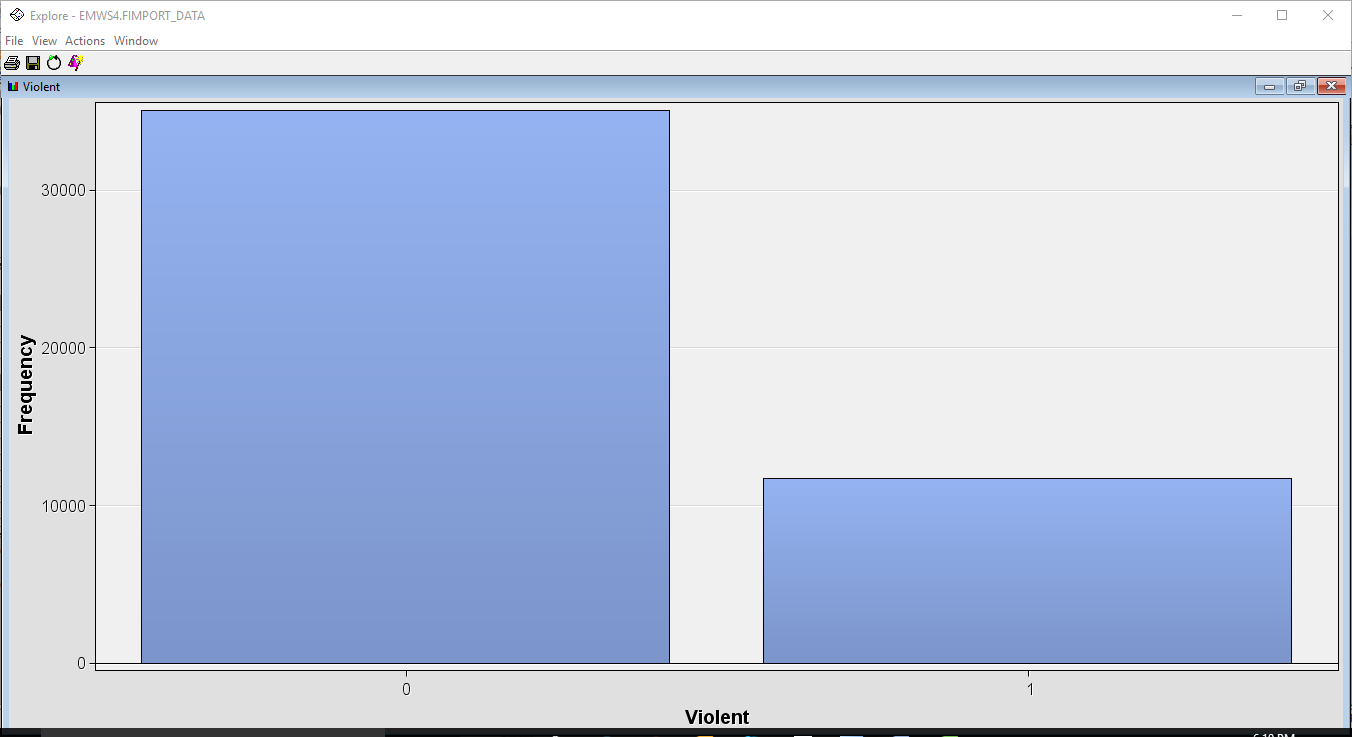 Explore - EMWS4.FIMPORT_DATA
File View Actions Window
Violent
30000
20000
10000
0
Frequency
0 1
Violent